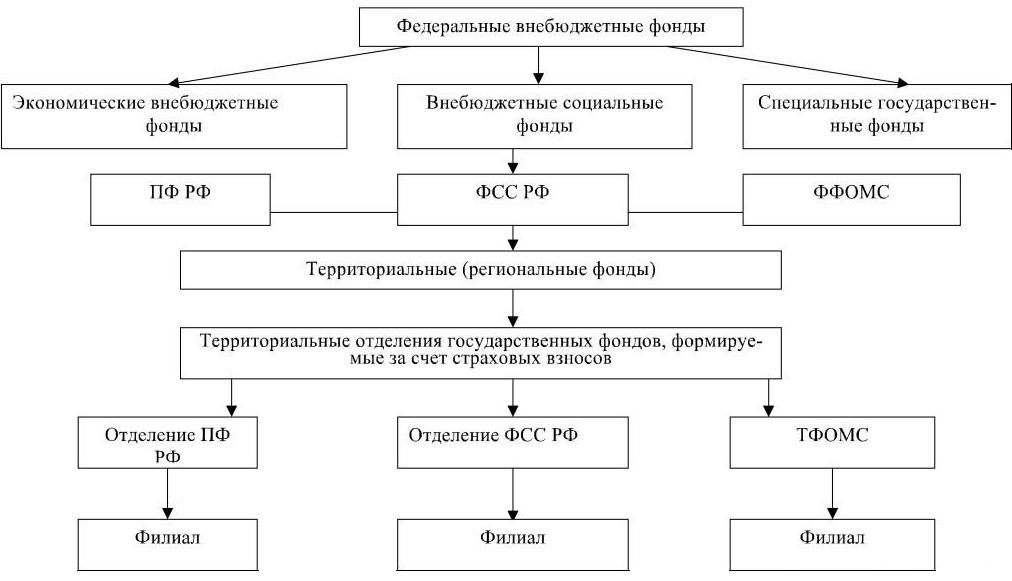 Федеральные внебюджетные фонды
Экономические внебюджетные
фонды
Внебюджетные социальные
фонды
Специальные государствен-
ные фонды
ПФ РФ
ФСС РФ
ФФОМС
Территориальные (региональные фонды)
Территориальные отделения государственных фондов, формируе-
мые за счет страховых взносов
Отделение ПФ
РФ
Отделение ФСС РФ
ТФОМС
Филиал
Филиал
Филиал